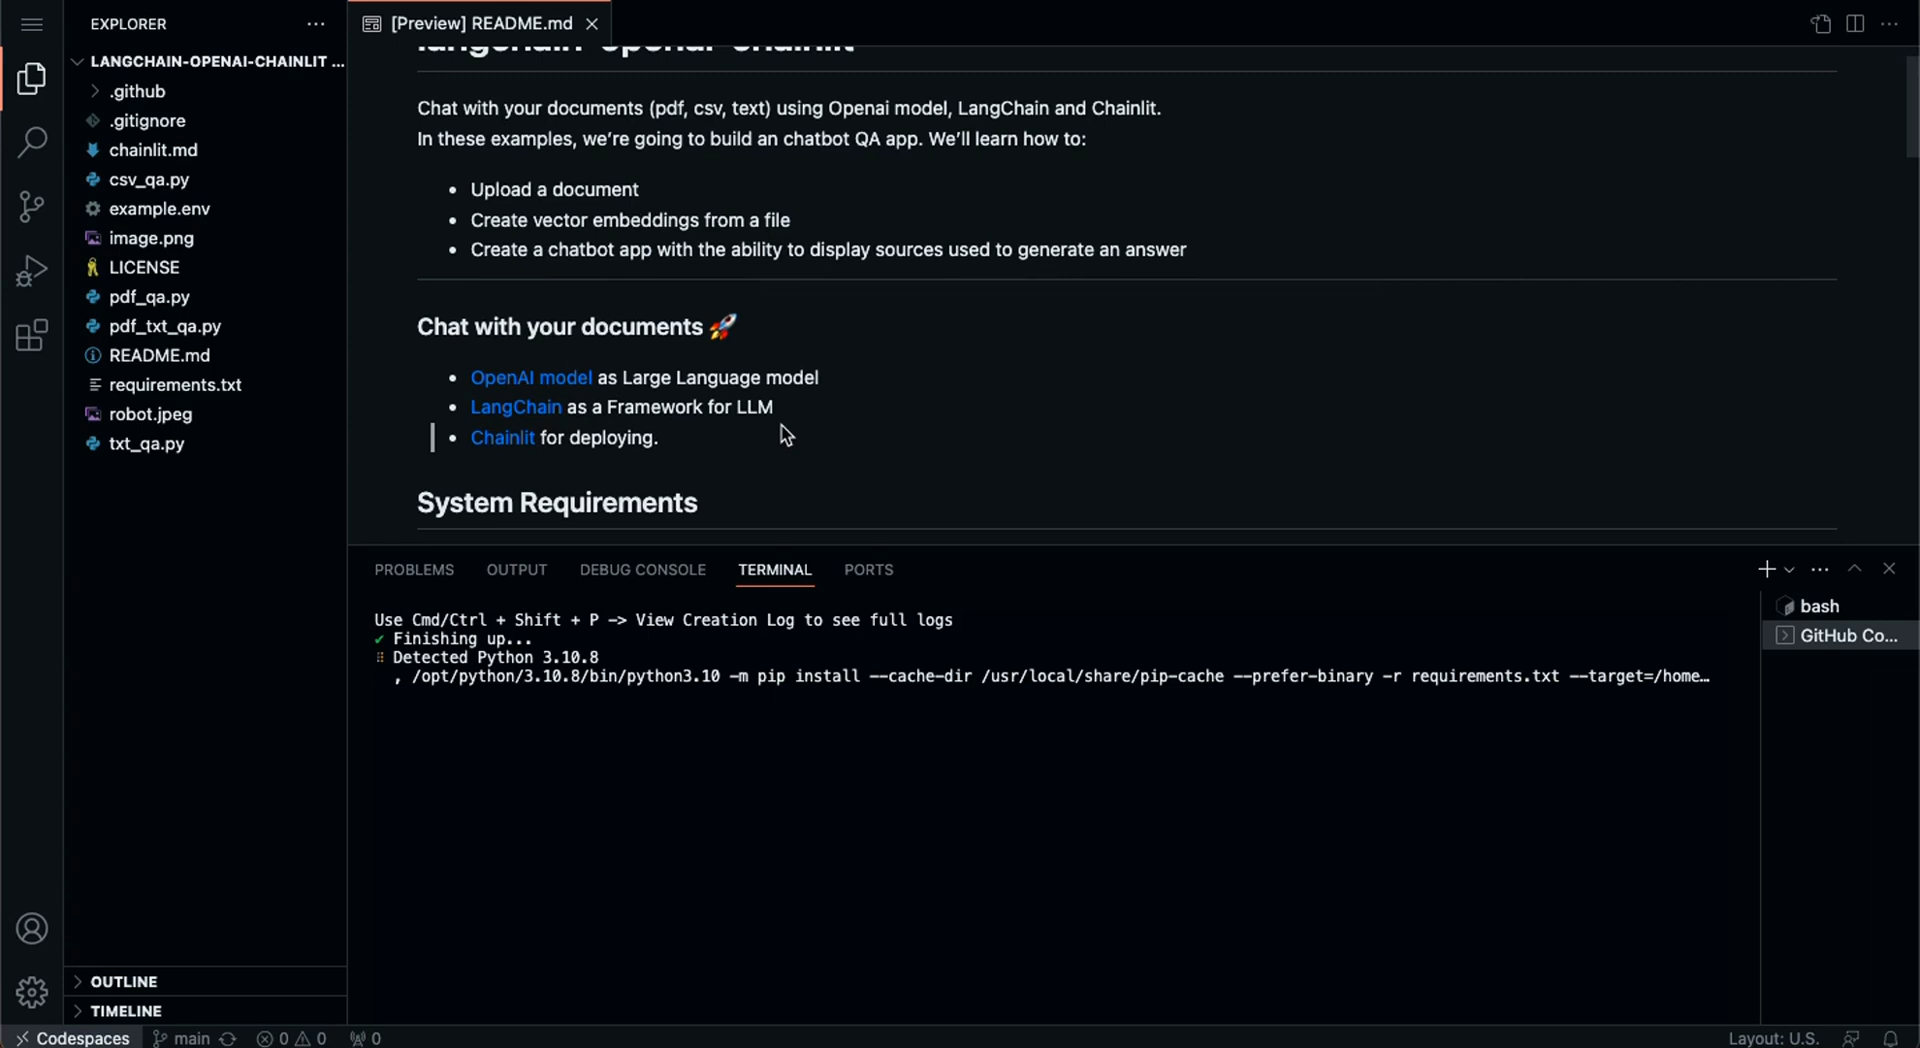 EXPLORER
[Preview] README.md
LANGCHAIN-OPENAI-CHAINLIT ...
.github
.gitignore
chainlit.md
csv_qa.py
example.env
image.png
LICENSE
pdf_qa.py
pdf_txt_qa.py
README.md
requirements.txt
robot.jpeg
txt_qa.py
OUTLINE
TIMELINE
langchain-openai-chainlit
Chat with your documents (pdf, csv, text) using Openai model, LangChain and Chainlit.
In these examples, we’re going to build an chatbot QA app. We’ll learn how to:
• Upload a document
• Create vector embeddings from a file
• Create a chatbot app with the ability to display sources used to generate an answer
Chat with your documents 🚀
• OpenAI model as Large Language model
• LangChain as a Framework for LLM
• Chainlit for deploying.
System Requirements
PROBLEMS OUTPUT DEBUG CONSOLE TERMINAL PORTS
Use Cmd/Ctrl + Shift + P -> View Creation Log to see full logs
✔ Finishing up...
⠿ Detected Python 3.10.8
, /opt/python/3.10.8/bin/python3.10 -m pip install --cache-dir /usr/local/share/pip-cache --prefer-binary -r requirements.txt --target=/home…
bash
GitHub Co...
Codespaces main 0 0 0 Layout: U.S.